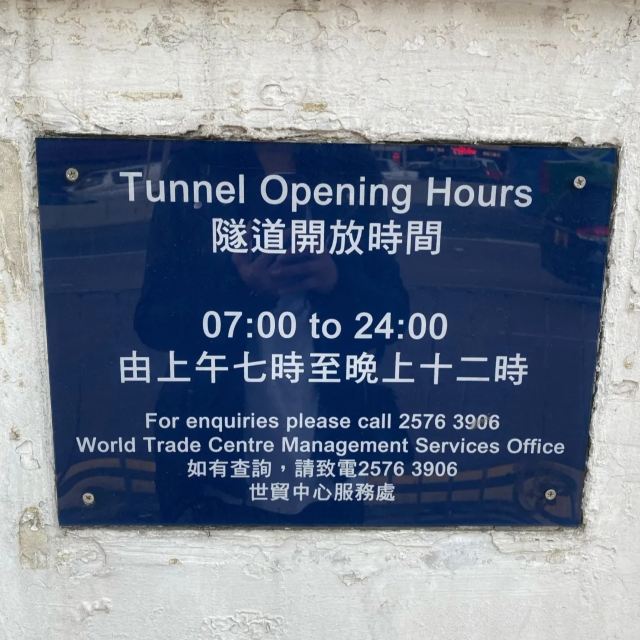 Tunnel Opening Hours
隧道開放時間
07:00 to 24:00
由上午七時至晚上十二時
For enquiries please call 2576 3906
World Trade Centre Management Services Office
如有查詢，請致電2576 3906
世貿中心服務處